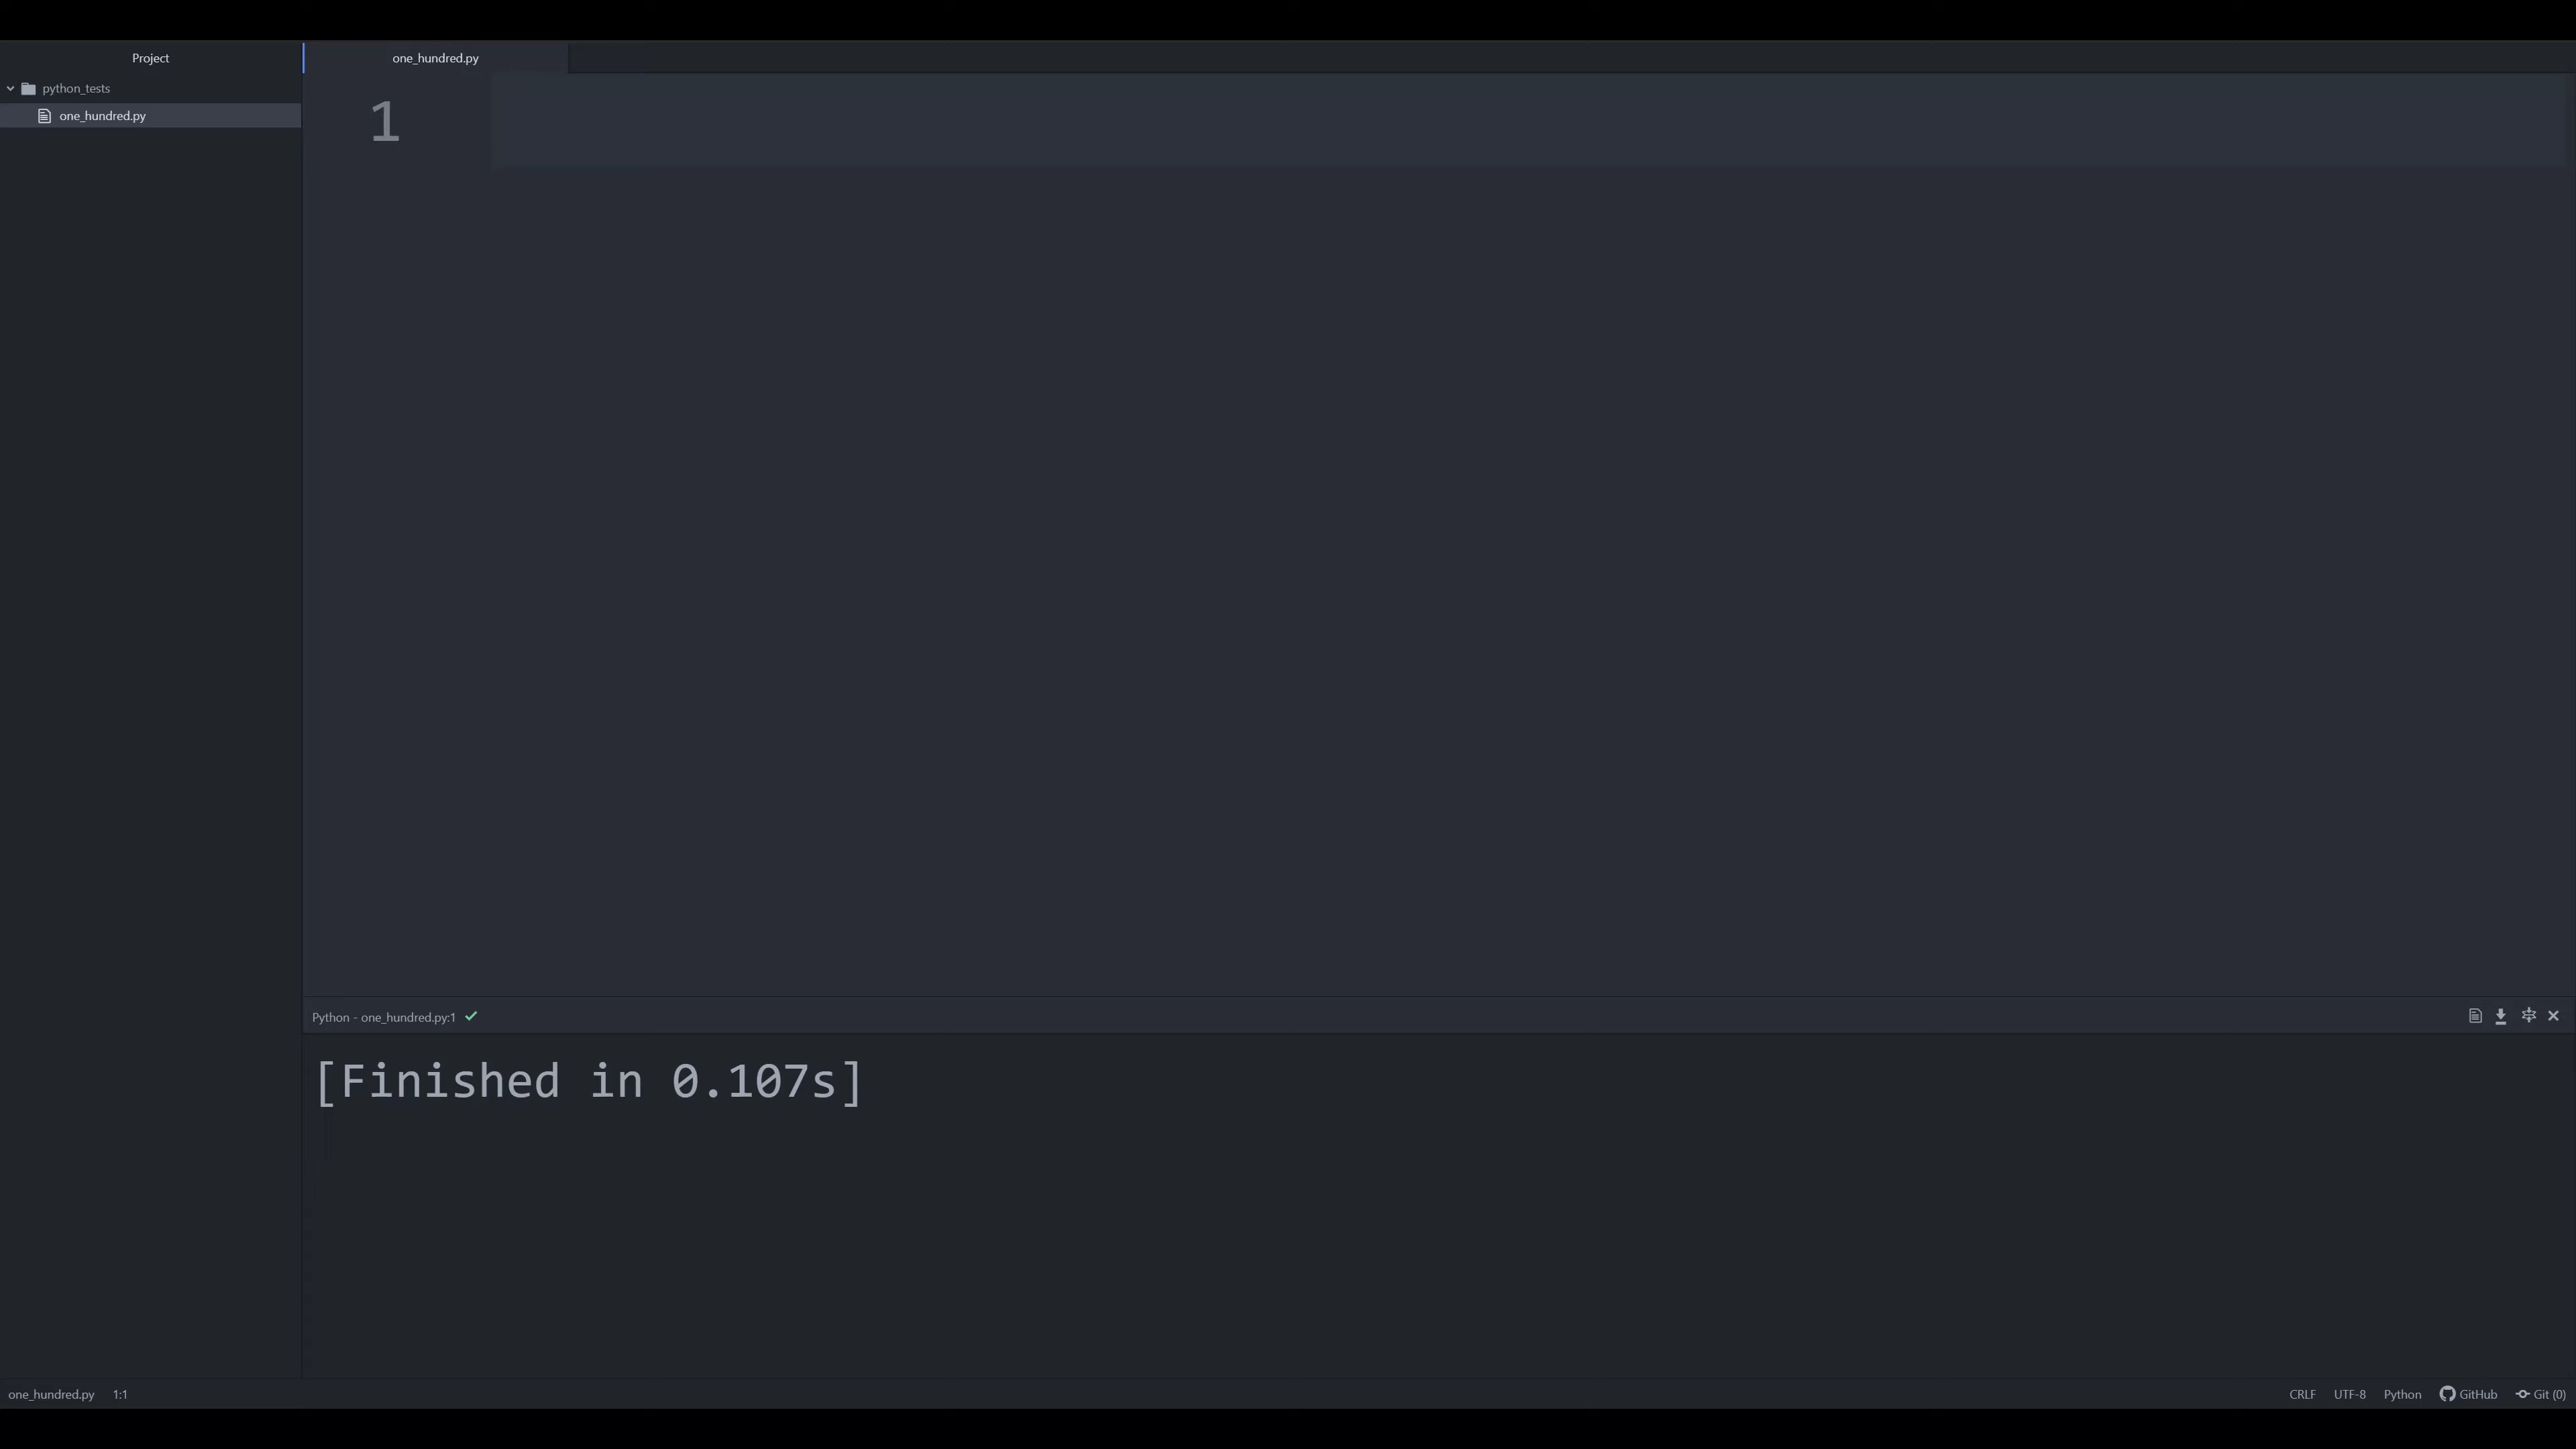 Project
python_tests
one_hundred.py
one_hundred.py
1
Python - one_hundred.py:1
[Finished in 0.107s]
one_hundred.py 1:1
CRLF UTF-8 Python GitHub Git (0)